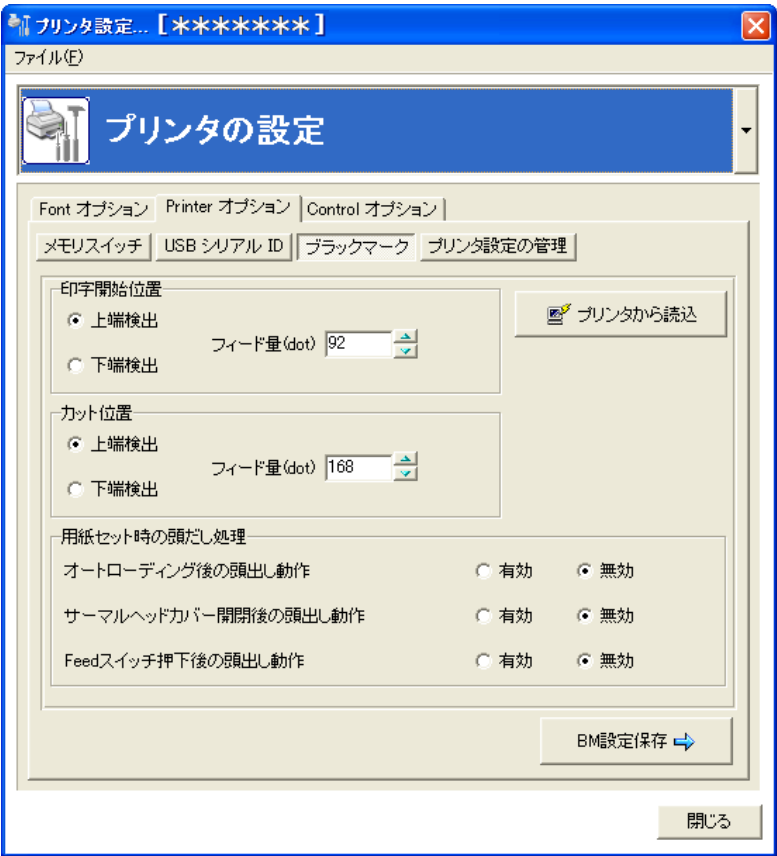 プリンタ設定... [*******]
ファイル(F)
プリンタの設定
Font オプション Printer オプション Control オプション
メモリスイッチ USB シリアル ID ブラックマーク プリンタ設定の管理
印字開始位置
プリンタから読込
上端検出
フィード量(dot) 92
下端検出
カット位置
上端検出
フィード量(dot) 168
下端検出
用紙セット時の頭だし処理
オートローディング後の頭出し動作 有効 無効
サーマルヘッドカバー開閉後の頭出し動作 有効 無効
Feedスイッチ押下後の頭出し動作 有効 無効
BM設定保存
閉じる